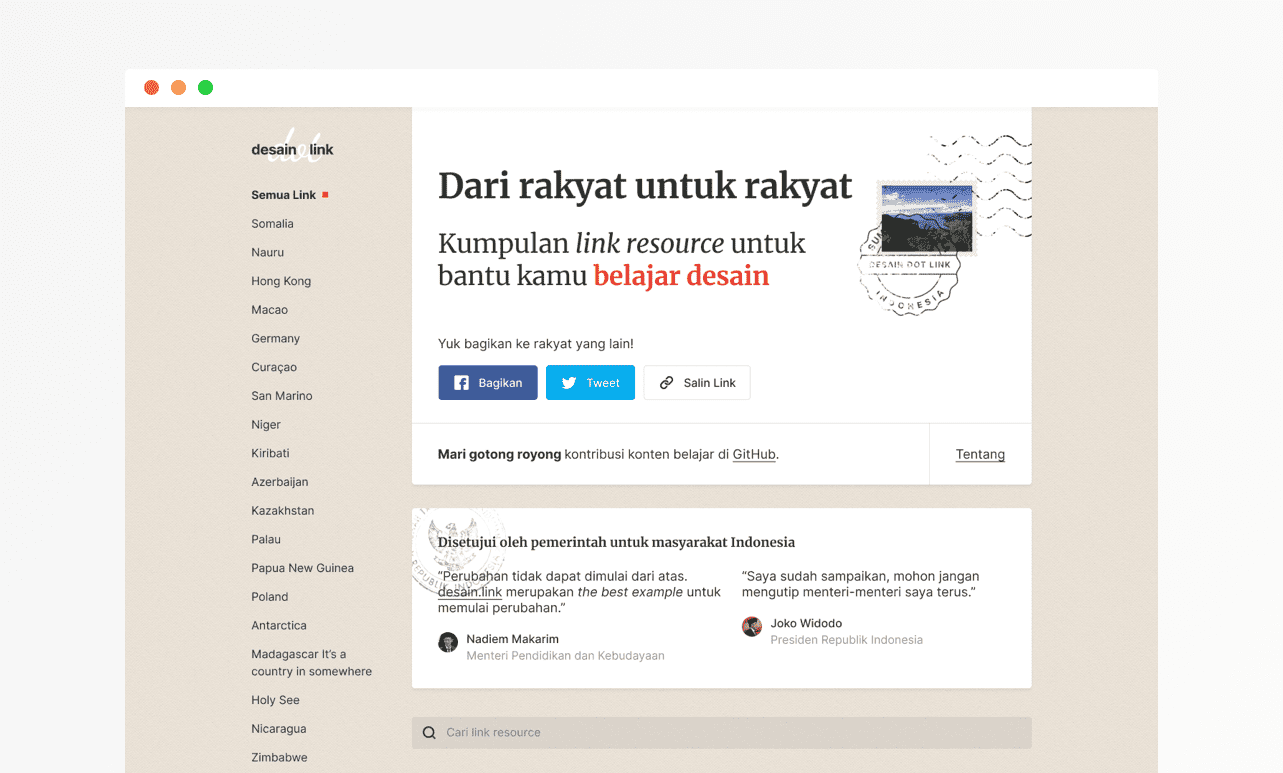 desain dot link
Semua Link
Somalia
Nauru
Hong Kong
Macao
Germany
Curaçao
San Marino
Niger
Kiribati
Azerbaijan
Kazakhstan
Palau
Papua New Guinea
Poland
Antarctica
Madagascar It's a
country in somewhere
Holy See
Nicaragua
Zimbabwe
Dari rakyat untuk rakyat
Kumpulan link resource untuk
bantu kamu belajar desain
DESAIN DOT LINK
INDONESIA
Yuk bagikan ke rakyat yang lain!
Bagikan
Tweet
Salin Link
Mari gotong royong kontribusi konten belajar di GitHub.
Tentang
REPUBLIK INDONESIA
Disetujui oleh pemerintah untuk masyarakat Indonesia
“Perubahan tidak dapat dimulai dari atas.
desain.link merupakan the best example untuk
memulai perubahan.”
Nadiem Makarim
Menteri Pendidikan dan Kebudayaan
“Saya sudah sampaikan, mohon jangan
mengutip menteri-menteri saya terus.”
Joko Widodo
Presiden Republik Indonesia
Cari link resource